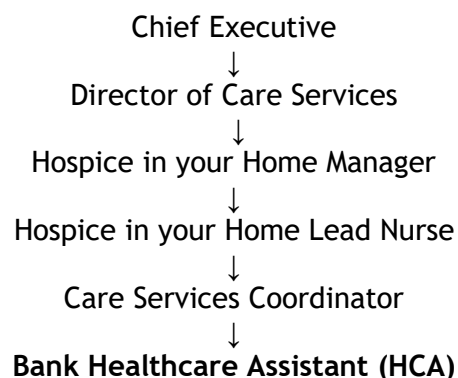 Chief Executive
↓
Director of Care Services
↓
Hospice in your Home Manager
↓
Hospice in your Home Lead Nurse
↓
Care Services Coordinator
↓
Bank Healthcare Assistant (HCA)